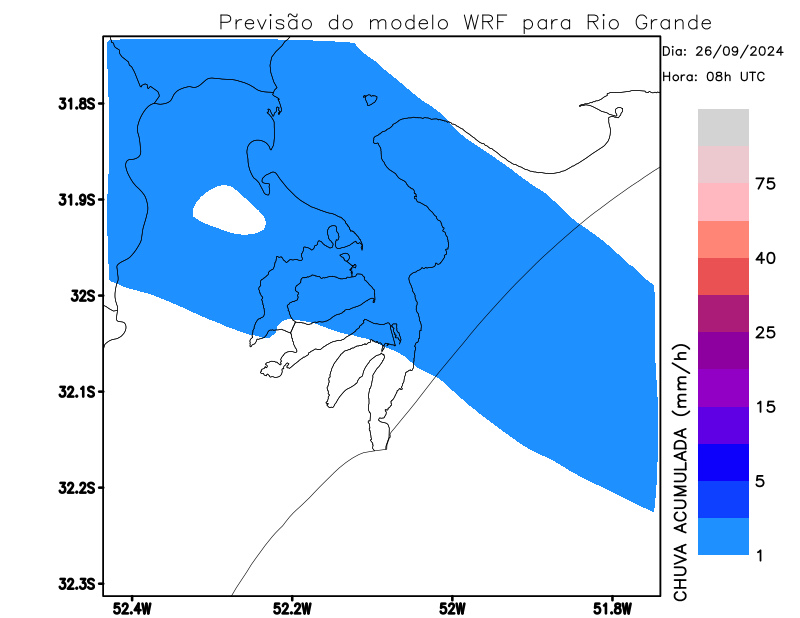 Previsão do modelo WRF para Rio Grande
Dia: 26/09/2024
Hora: 08h UTC
31.8S
31.9S
32S
32.1S
32.2S
32.3S
52.4W
52.2W
52W
51.8W
75
40
25
15
5
1
CHUVA ACUMULADA (mm/h)